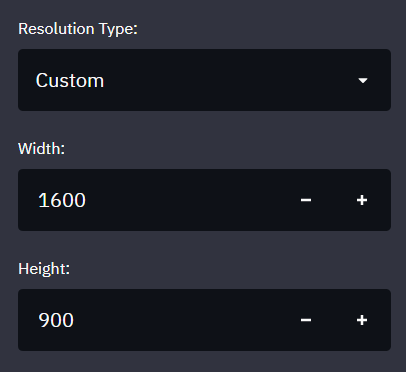 Resolution Type:
Custom
Width:
1600
Height:
900